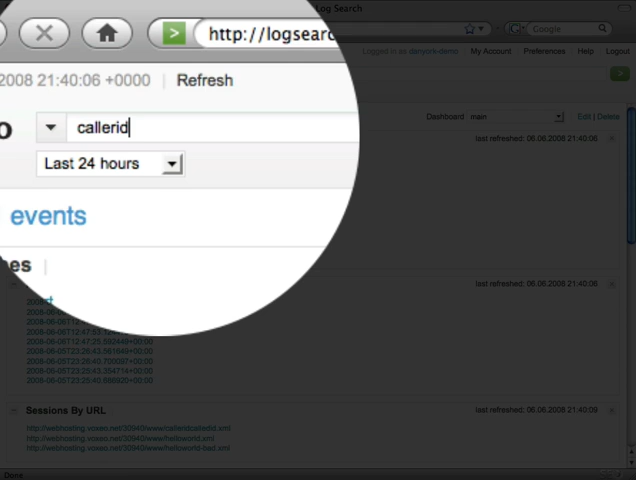 Log Search
http://logsearc
Google
Logged in as danyork-demo | My Account Preferences Help Logout
2008 21:40:06 +0000 | Refresh
callerid
Dashboard main Edit | Delete
last refreshed: 06.06.2008 21:40:06
Last 24 hours
events
es
last refreshed: 06.06.2008 21:40:06
2008-06-06T12:47:25.592449+00:00
2008-06-05T23:26:43.561649+00:00
2008-06-05T23:26:40.700097+00:00
2008-06-05T23:25:43.354714+00:00
2008-06-05T23:25:40.656920+00:00
Sessions By URL
last refreshed: 06.06.2008 21:40:09
http://webhosting.voxeo.net/30940/www/callerid/callerid.xml
http://webhosting.voxeo.net/30940/www/helloworld.xml
http://webhosting.voxeo.net/30940/www/helloworld-bad.xml
Done